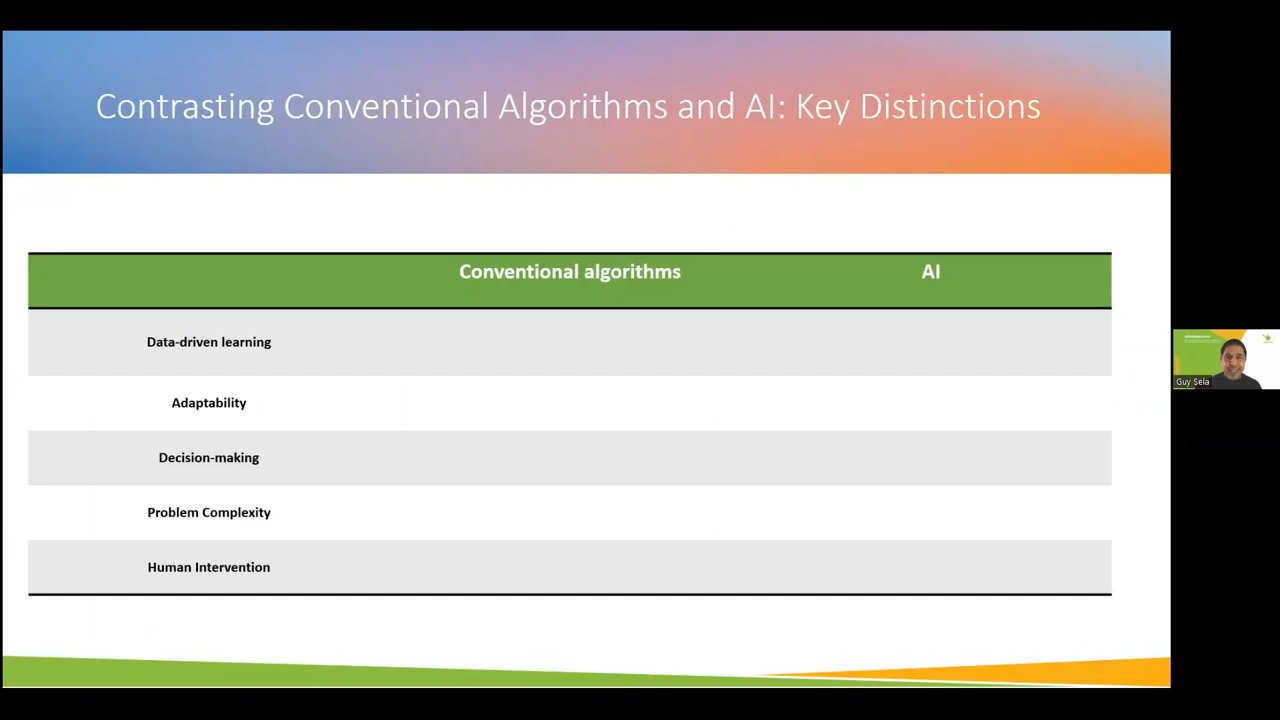 Contrasting Conventional Algorithms and AI: Key Distinctions
Conventional algorithms AI
Data-driven learning
Adaptability
Decision-making
Problem Complexity
Human Intervention
Guy Sela